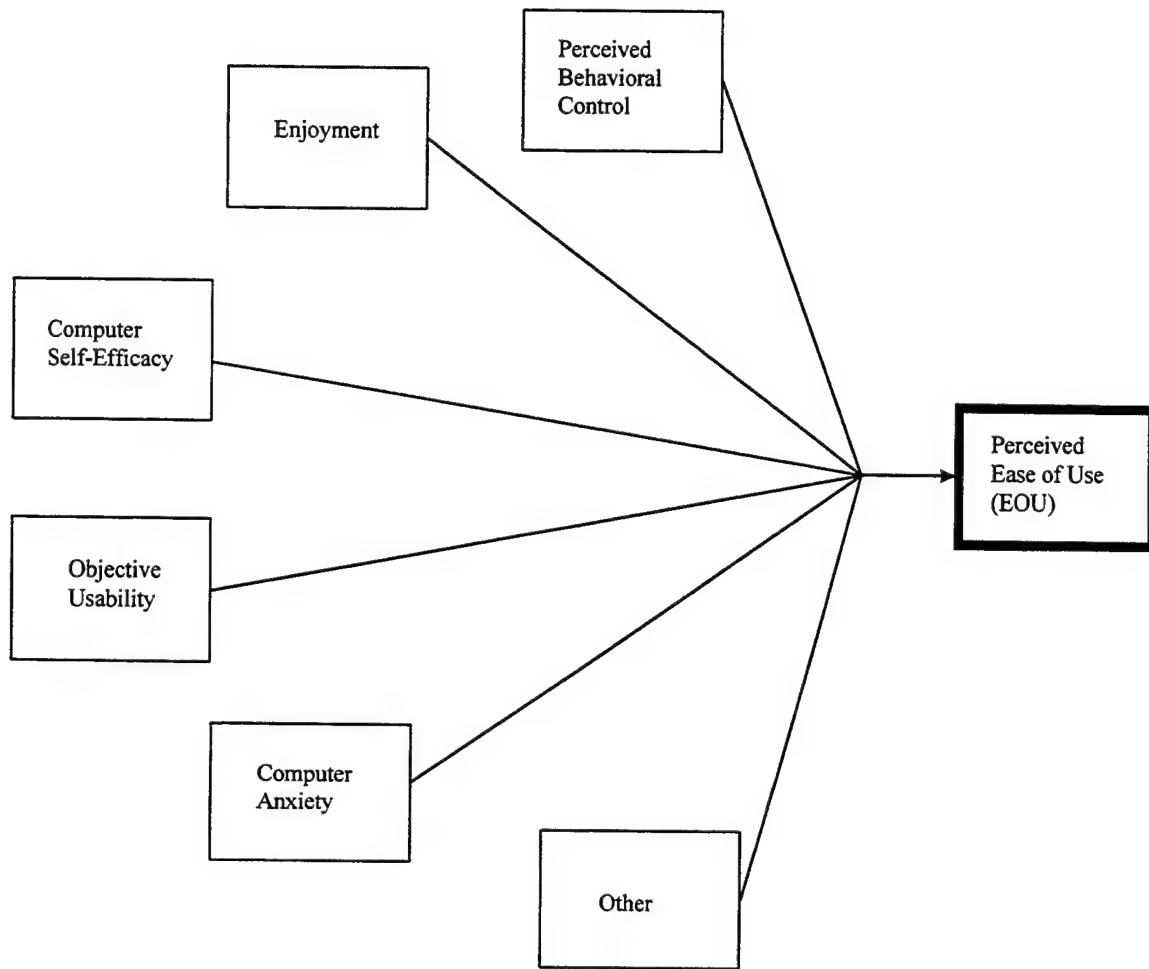 Perceived
Behavioral
Control
Enjoyment
Computer
Self-Efficacy
Perceived
Ease of Use
(EOU)
Objective
Usability
Computer
Anxiety
Other